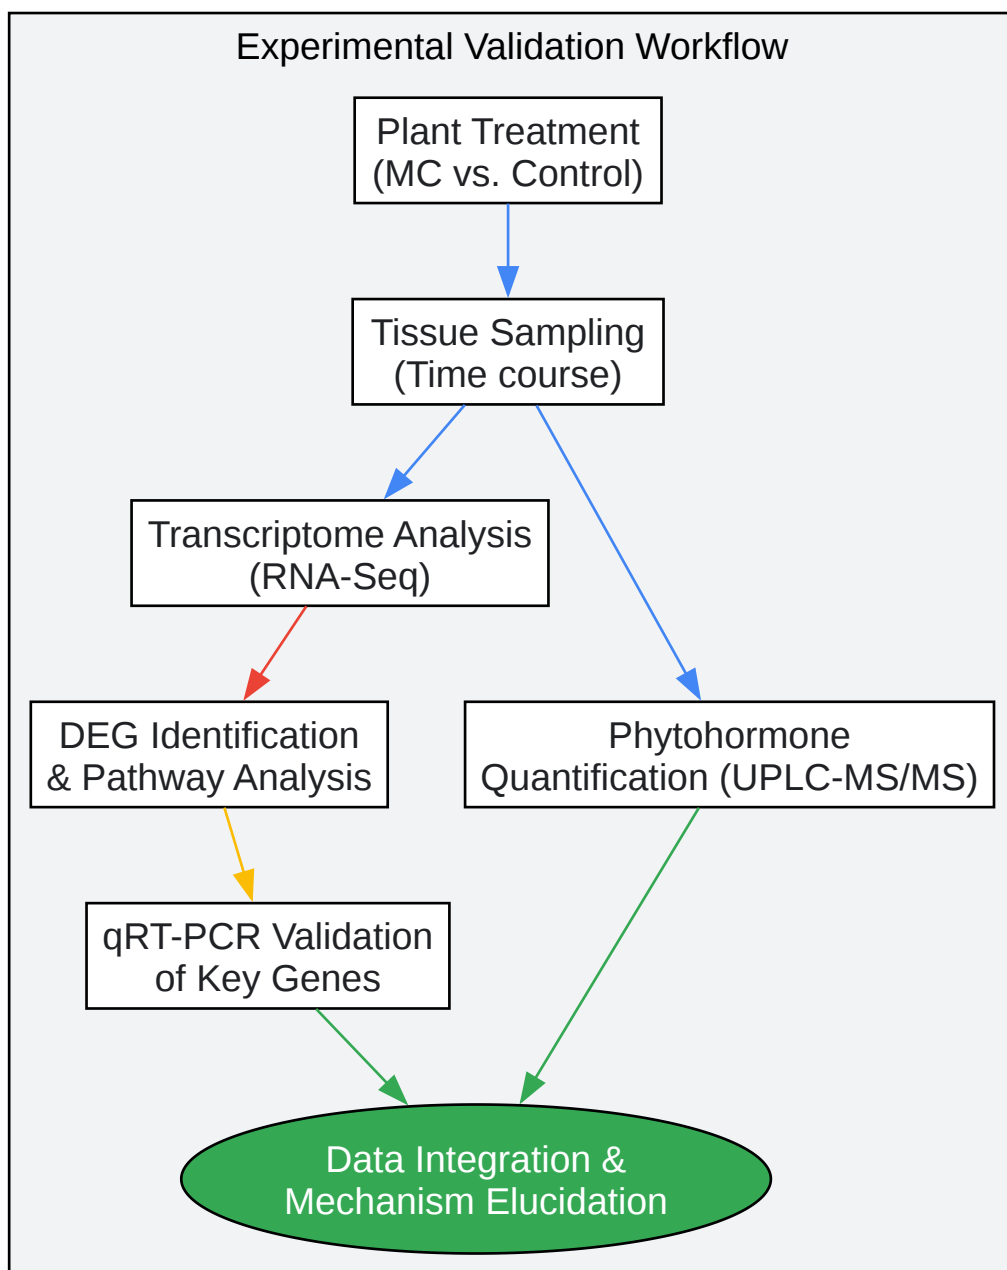 Experimental Validation Workflow
Plant Treatment
(MC vs. Control)
Tissue Sampling
(Time course)
Transcriptome Analysis
(RNA-Seq)
DEG Identification
& Pathway Analysis
Phytohormone
Quantification (UPLC-MS/MS)
qRT-PCR Validation
of Key Genes
Data Integration &
Mechanism Elucidation